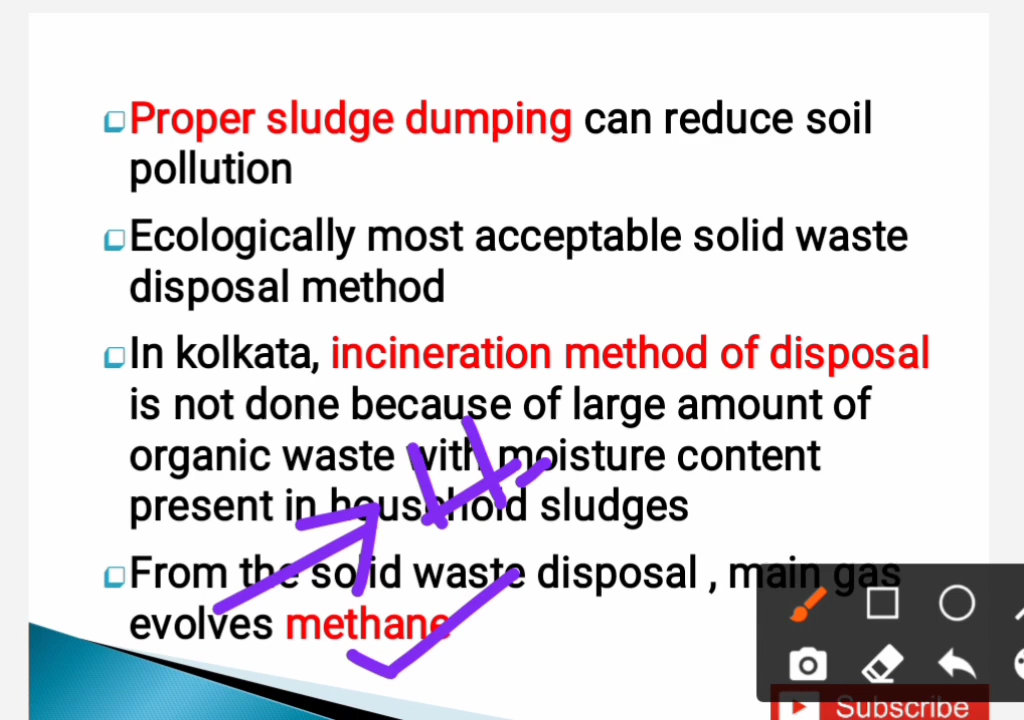 Proper sludge dumping can reduce soil
pollution
Ecologically most acceptable solid waste
disposal method
In kolkata, incineration method of disposal
is not done because of large amount of
organic waste with moisture content
present in household sludges
From the solid waste disposal , main gas
evolves methane
Subscribe